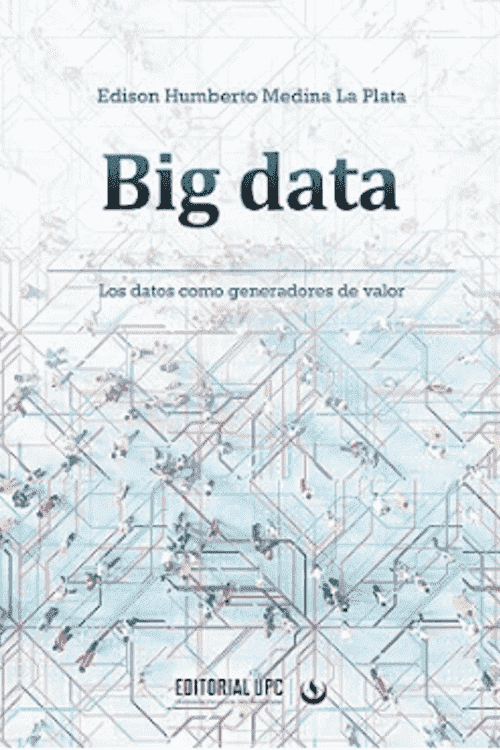 Edison Humberto Medina La Plata
Big data
Los datos como generadores de valor
EDITORIAL UPC